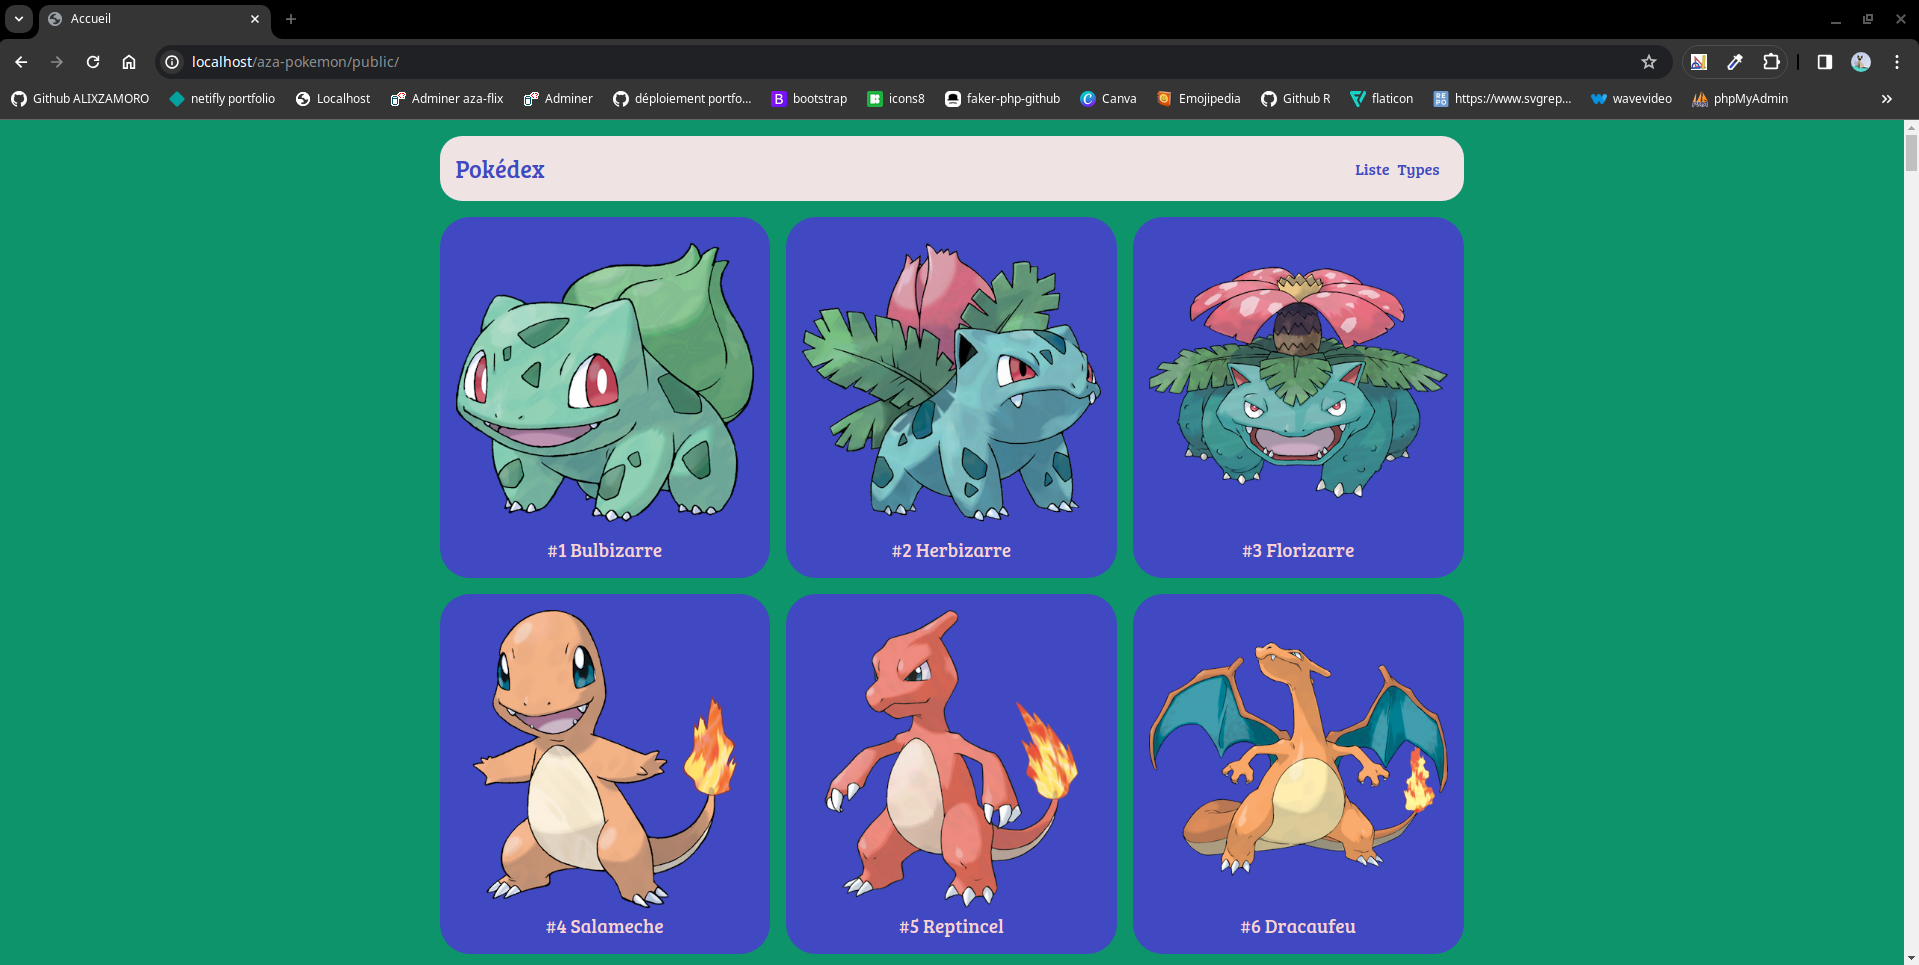 Accueil
localhost/aza-pokemon/public/
Github ALIXZAMORO netifly portfolio Localhost Adminer aza-flix Adminer déploiement portfo... bootstrap icons8 faker-php-github Canva Emojipedia Github R flaticon https://www.svgrep... wavevideo phpMyAdmin
Pokédex Liste Types
#1 Bulbizarre #2 Herbizarre #3 Florizarre
#4 Salameche #5 Reptincel #6 Dracaufeu